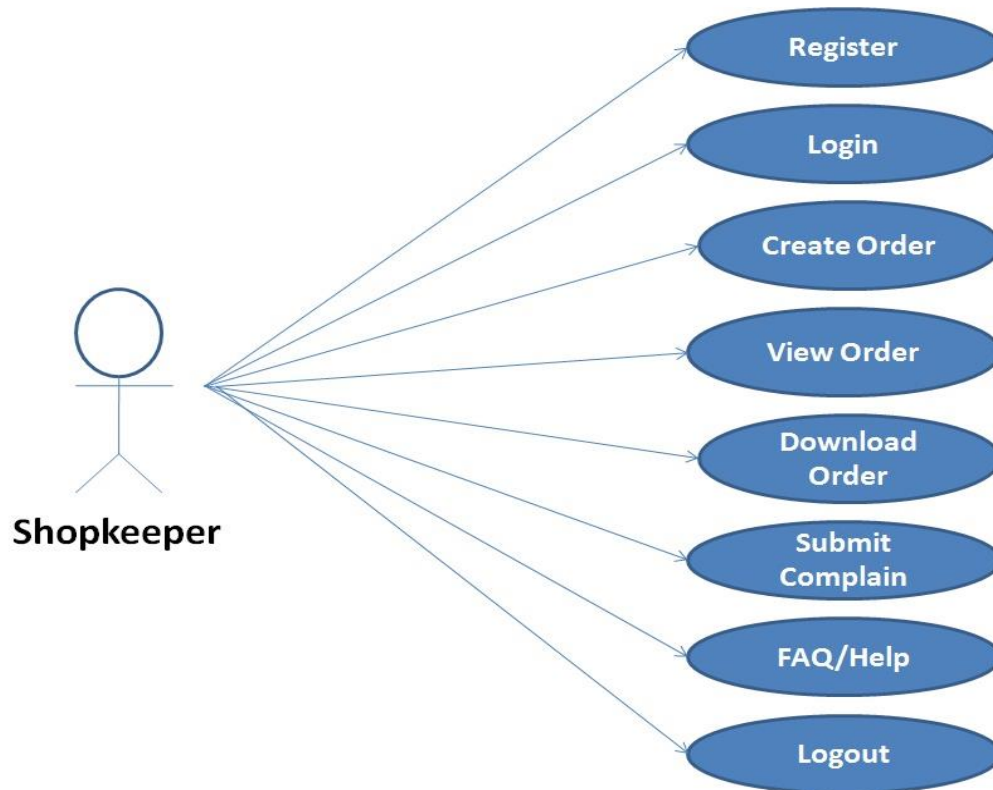 Register
Login
Create Order
View Order
Download
Order
Submit
Complain
FAQ/Help
Logout
Shopkeeper